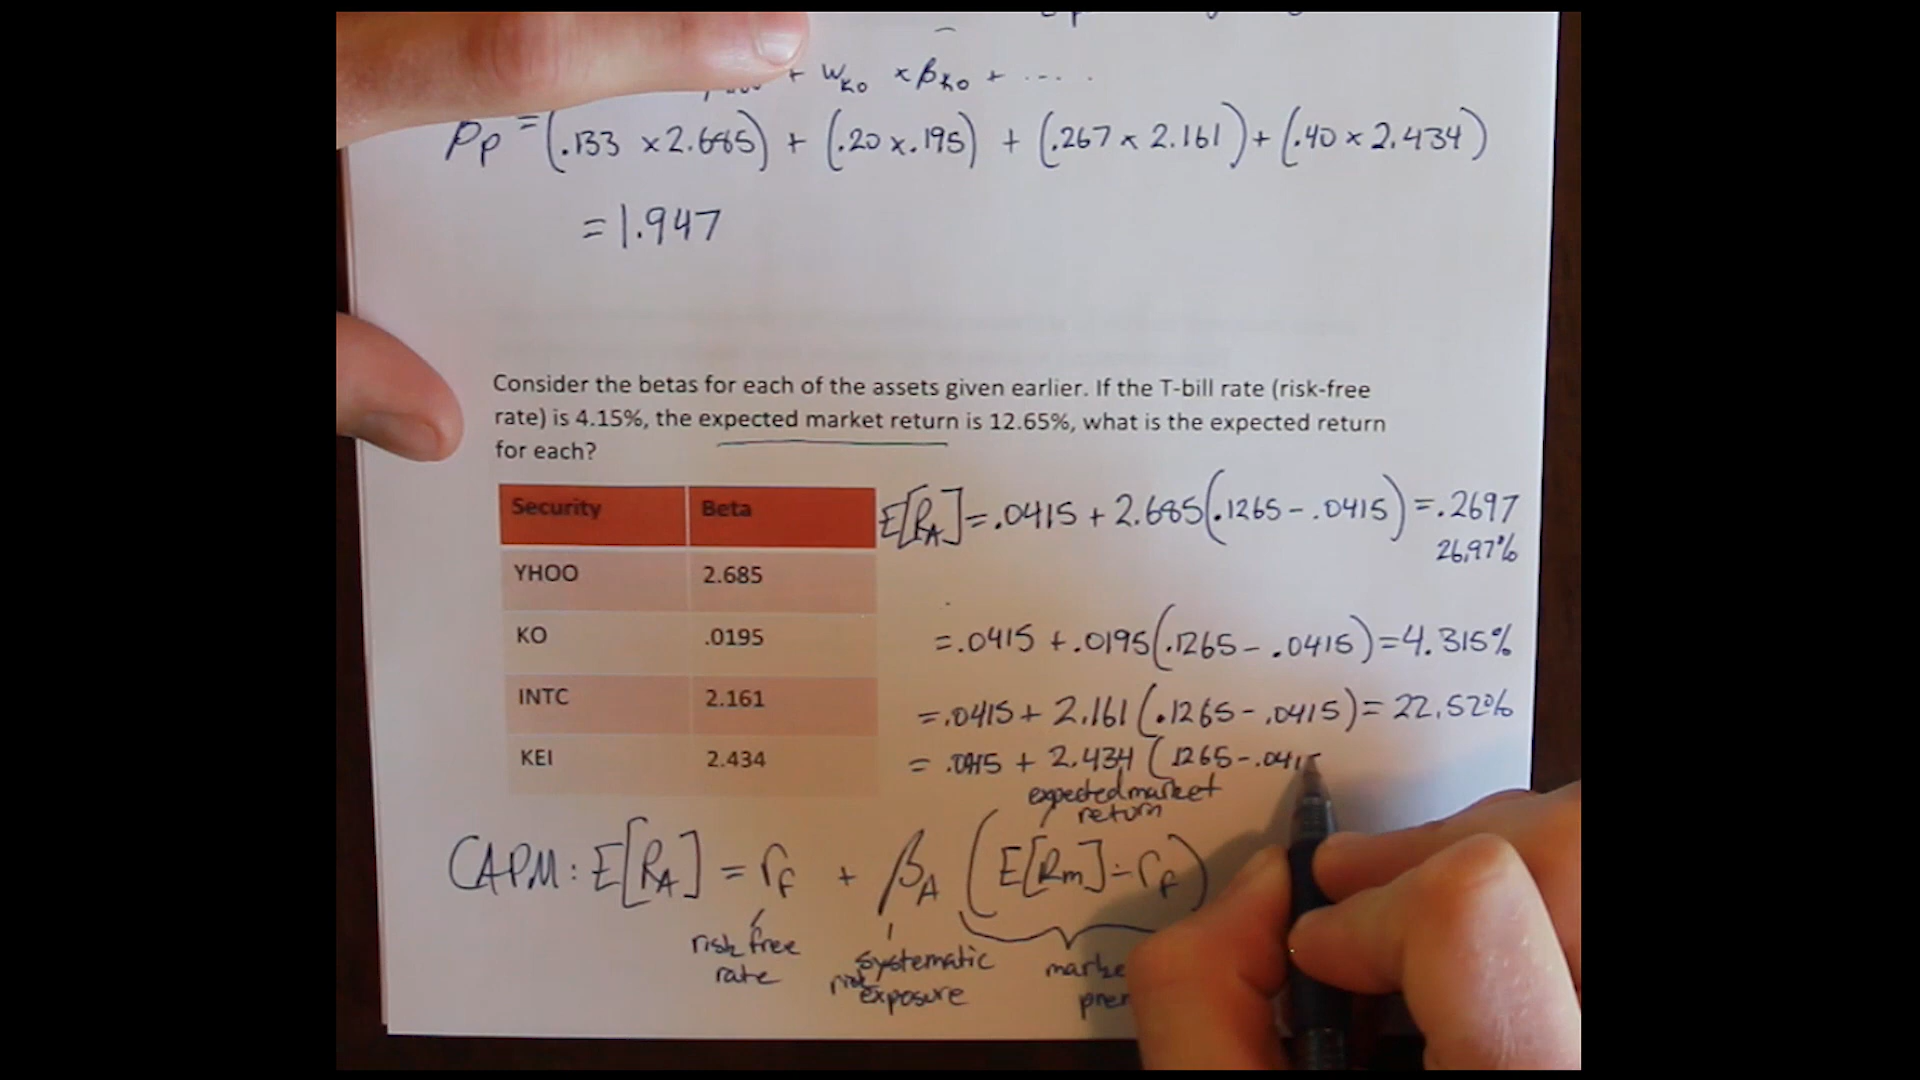 + WKO × βKO + ....
βp = (.133 × 2.685) + (.20 × .195) + (.267 × 2.161) + (.40 × 2.434)
= 1.947
Consider the betas for each of the assets given earlier. If the T-bill rate (risk-free
rate) is 4.15%, the expected market return is 12.65%, what is the expected return
for each?
Security Beta
YHOO 2.685
KO .0195
INTC 2.161
KEI 2.434
E[RA] = .0415 + 2.685(.1265 - .0415) = .2697
26.97%
= .0415 + .0195(.1265 - .0415) = 4.315%
= .0415 + 2.161(.1265 - .0415) = 22.52%
= .0415 + 2.434(.1265 - .0415
expected market
return
CAPM: E[RA] = rf + βA (E[Rm] - rf)
risk free
rate
systematic
risk exposure